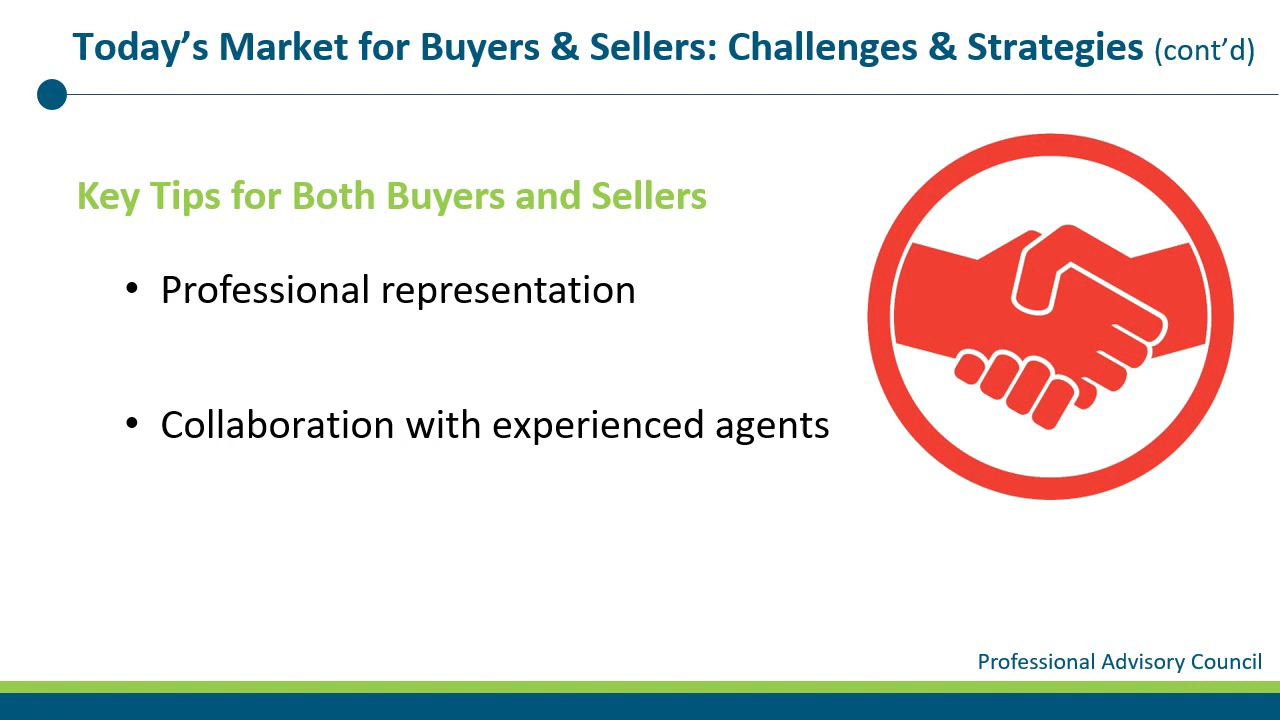 Today’s Market for Buyers & Sellers: Challenges & Strategies (cont’d)
Key Tips for Both Buyers and Sellers
• Professional representation
• Collaboration with experienced agents
Professional Advisory Council